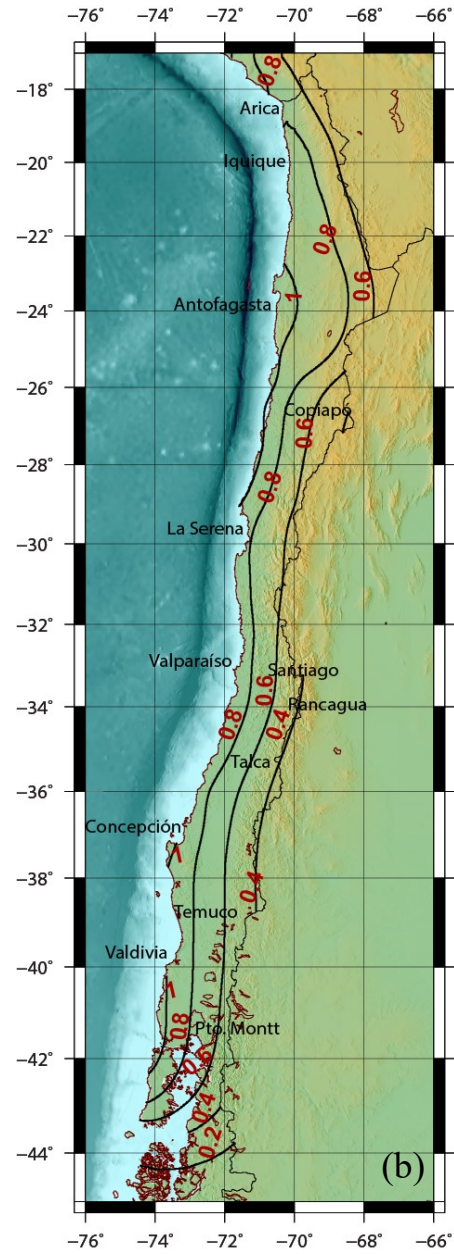 −76° −74° −72° −70° −68° −66°
0.8
−18°
Arica
−20°
Iquique
−22°
0.8
0.6
1
−24°
Antofagasta
−26°
Copiapó
0.6
−28°
0.8
La Serena
−30°
−32°
Valparaíso
Santiago
0.6
Rancagua
−34°
0.8
0.4
Talca
−36°
Concepción
1
−38°
0.4
Temuco
Valdivia
−40°
1
0.8
Pto. Montt
−42°
0.6
0.4
−44°
0.2
(b)
−76° −74° −72° −70° −68° −66°